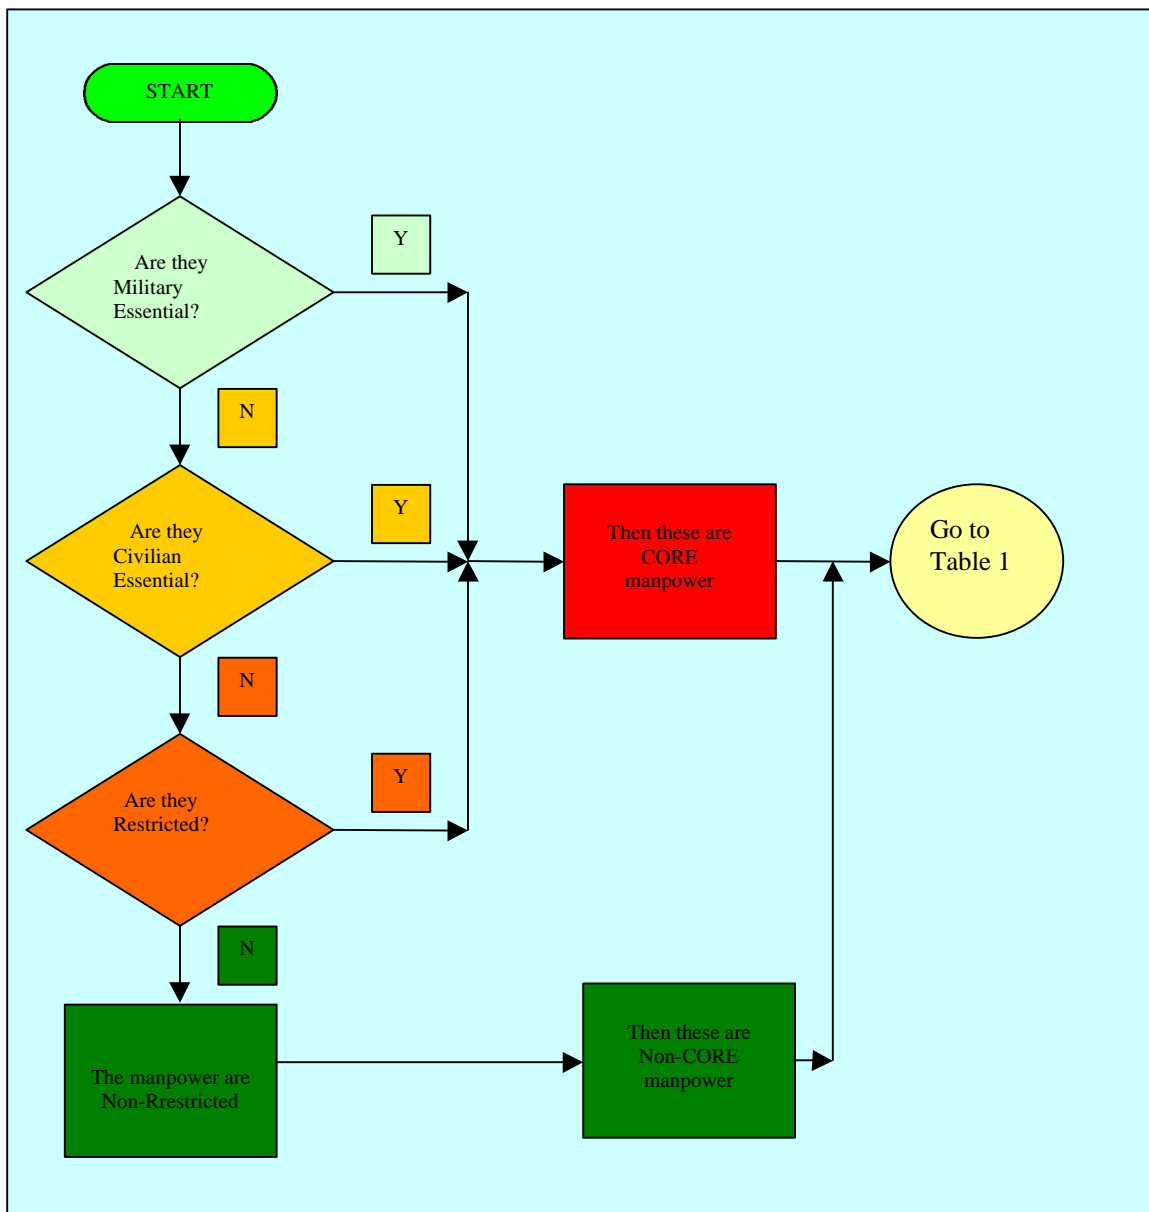 START
Are they
Military
Essential?
Y
N
Are they
Civilian
Essential?
Y
Then these are
CORE
manpower
Go to
Table 1
N
Are they
Restricted?
Y
N
The manpower are
Non-Rrestricted
Then these are
Non-CORE
manpower